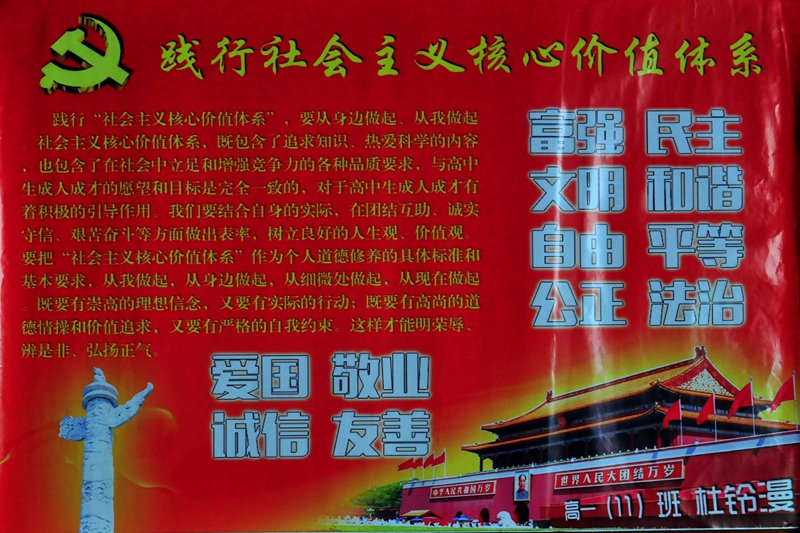 践行社会主义核心价值体系
践行“社会主义核心价值体系”，要从身边做起、从我做起
。社会主义核心价值体系，既包含了追求知识、热爱科学的内容
，也包含了在社会中立足和增强竞争力的各种品质要求，与高中
生成人成才的愿望和目标是完全一致的，对于高中生成人成才有
着积极的引导作用。我们要结合自身的实际，在团结互助、诚实
守信、艰苦奋斗等方面做出表率，树立良好的人生观、价值观。
要把“社会主义核心价值体系”作为个人道德修养的具体标准和
基本要求，从我做起，从身边做起，从细微处做起，从现在做起
。既要有崇高的理想信念，又要有实际的行动；既要有高尚的道
德情操和价值追求，又要有严格的自我约束。这样才能明荣辱、
辨是非、弘扬正气。
富强 民主
文明 和谐
自由 平等
公正 法治
爱国 敬业
诚信 友善
中华人民共和国万岁
世界人民大团结万岁
高一（11）班 杜铃漫